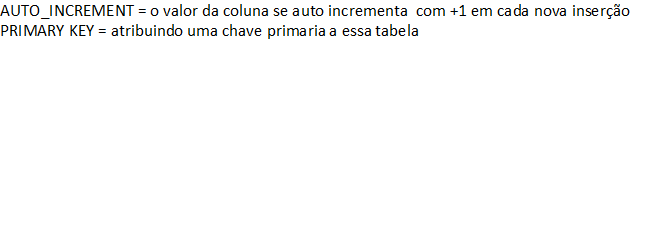 AUTO_INCREMENT = o valor da coluna se auto incrementa com +1 em cada nova inserção
PRIMARY KEY = atribuindo uma chave primaria a essa tabela